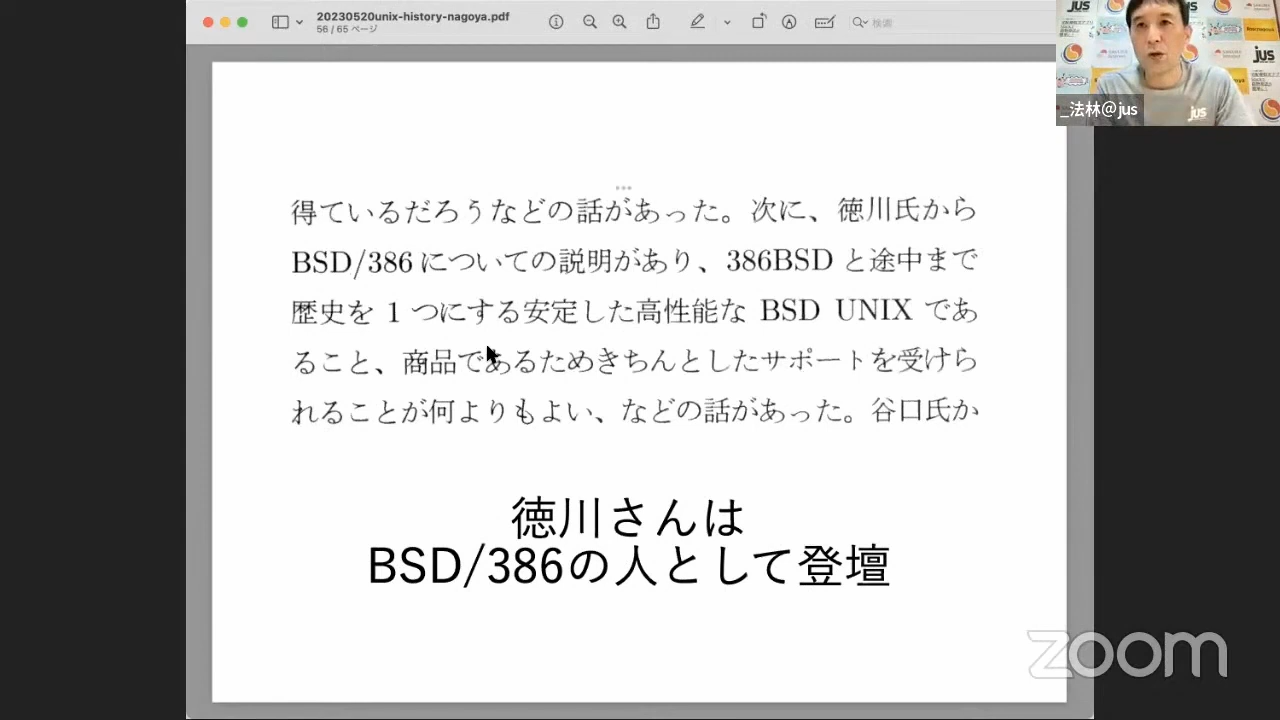 20230520unix-history-nagoya.pdf
56 / 65 ページ
検索
jus
jus
_法林@jus
得ているだろうなどの話があった。次に、徳川氏から
BSD/386 についての説明があり、386BSD と途中まで
歴史を 1 つにする安定した高性能な BSD UNIX であ
ること、商品であるためきちんとしたサポートを受けら
れることが何よりもよい、などの話があった。谷口氏か
徳川さんは
BSD/386の人として登壇
zoom